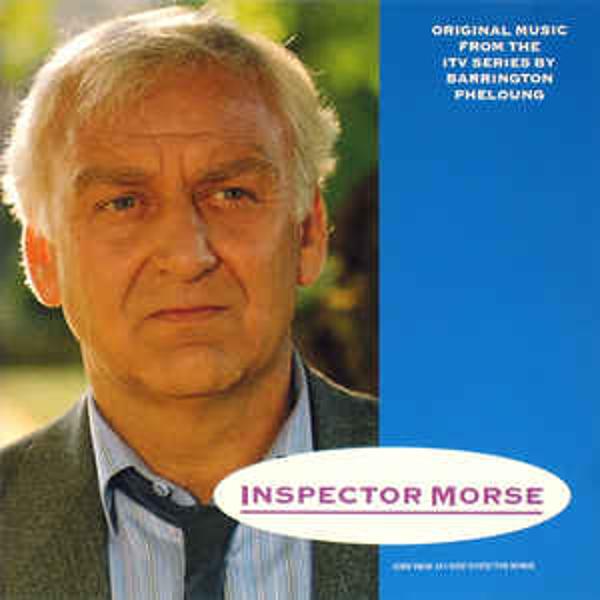 ORIGINAL MUSIC
FROM THE
ITV SERIES BY
BARRINGTON
PHELOUNG
INSPECTOR MORSE